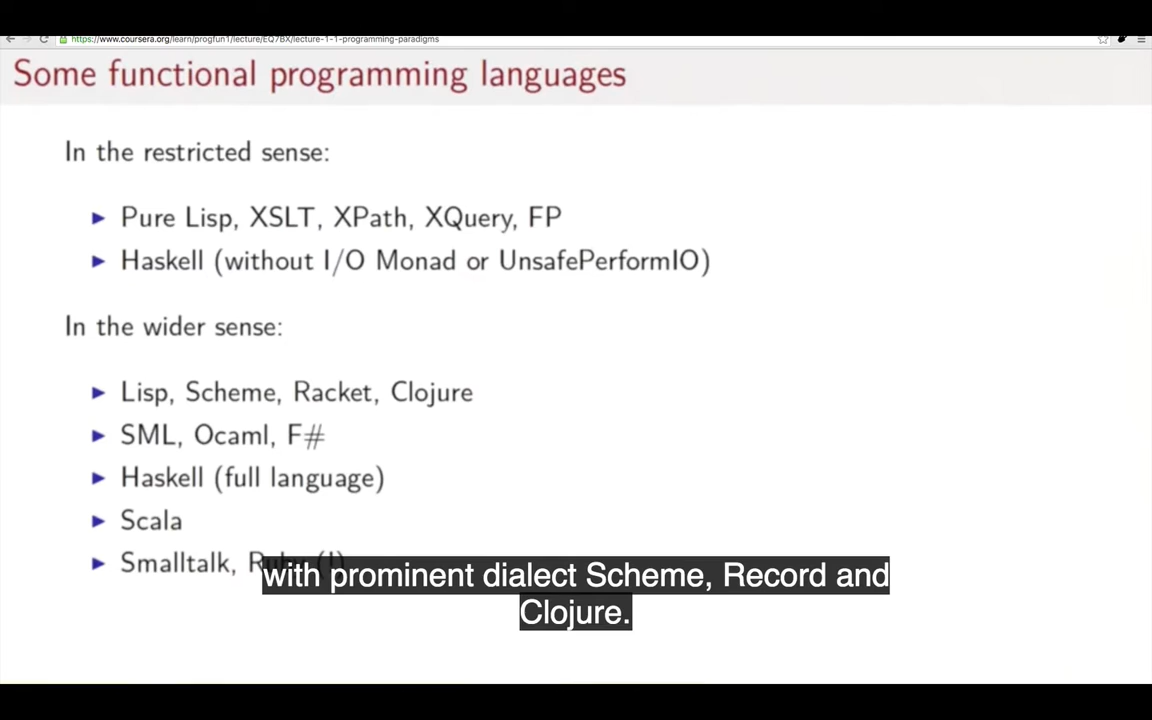 https://www.coursera.org/learn/progfun1/lecture/EQ7BX/lecture-1-1-programming-paradigms
Some functional programming languages
In the restricted sense:
Pure Lisp, XSLT, XPath, XQuery, FP
Haskell (without I/O Monad or UnsafePerformIO)
In the wider sense:
Lisp, Scheme, Racket, Clojure
SML, Ocaml, F#
Haskell (full language)
Scala
Smalltalk, Ruby (!)
with prominent dialect Scheme, Record and
Clojure.